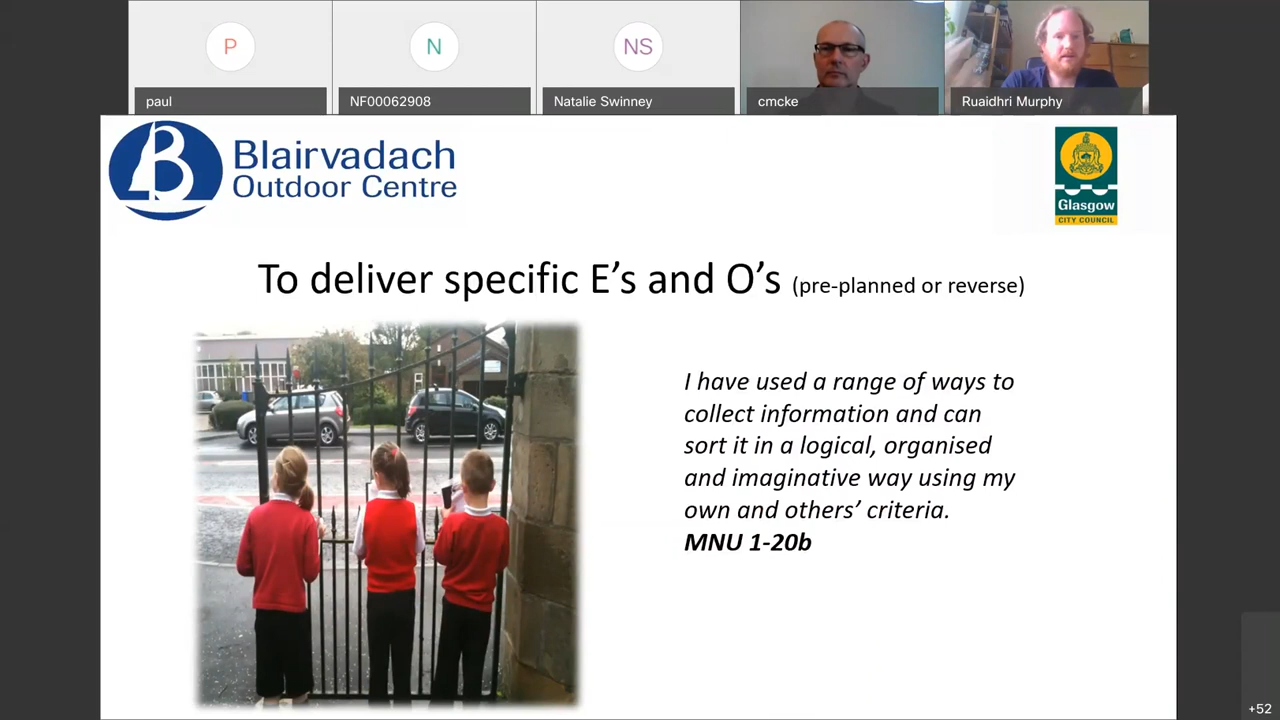 P
N
NS
paul
NF00062908
Natalie Swinney
cmcke
Ruaidhri Murphy
B
Blairvadach
Outdoor Centre
Glasgow
CITY COUNCIL
To deliver specific E's and O's (pre-planned or reverse)
I have used a range of ways to
collect information and can
sort it in a logical, organised
and imaginative way using my
own and others' criteria.
MNU 1-20b
+52